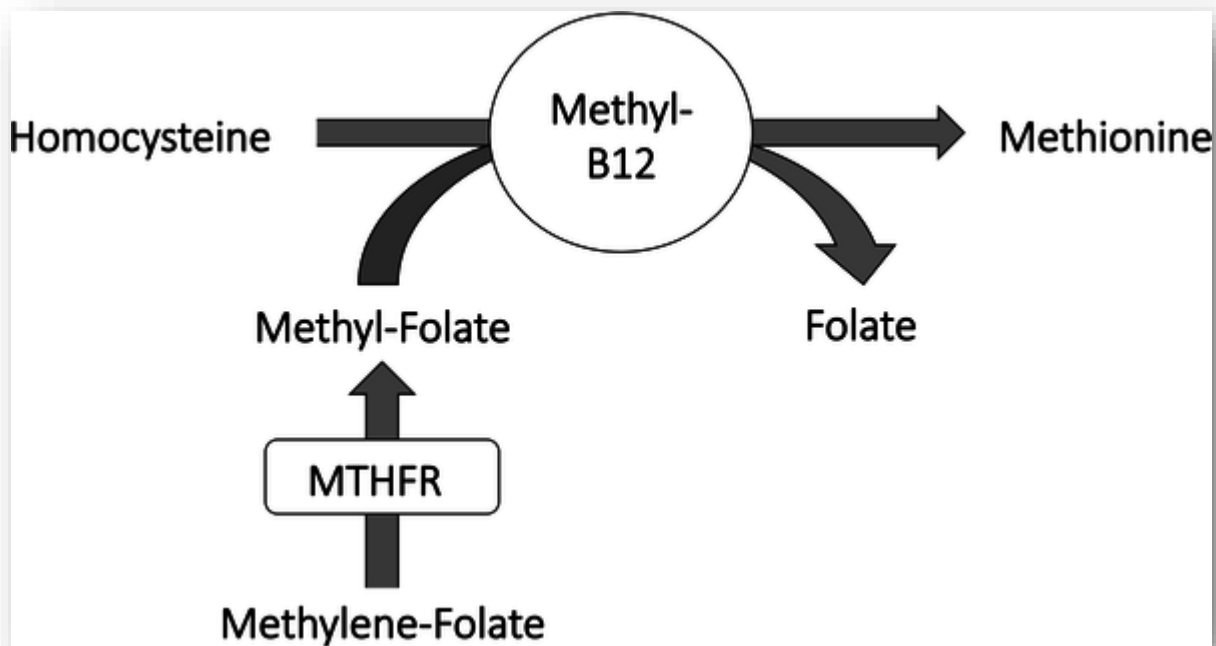 Homocysteine
Methyl-
B12
Methionine
Methyl-Folate
Folate
MTHFR
Methylene-Folate